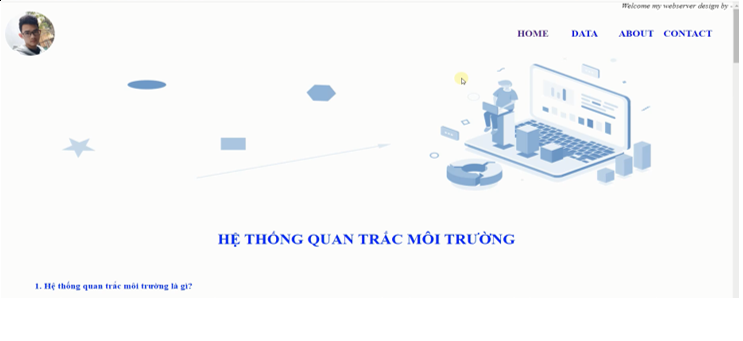 Welcome my webserver design by -
HOME DATA ABOUT CONTACT
HỆ THỐNG QUAN TRẮC MÔI TRƯỜNG
1. Hệ thống quan trắc môi trường là gì?